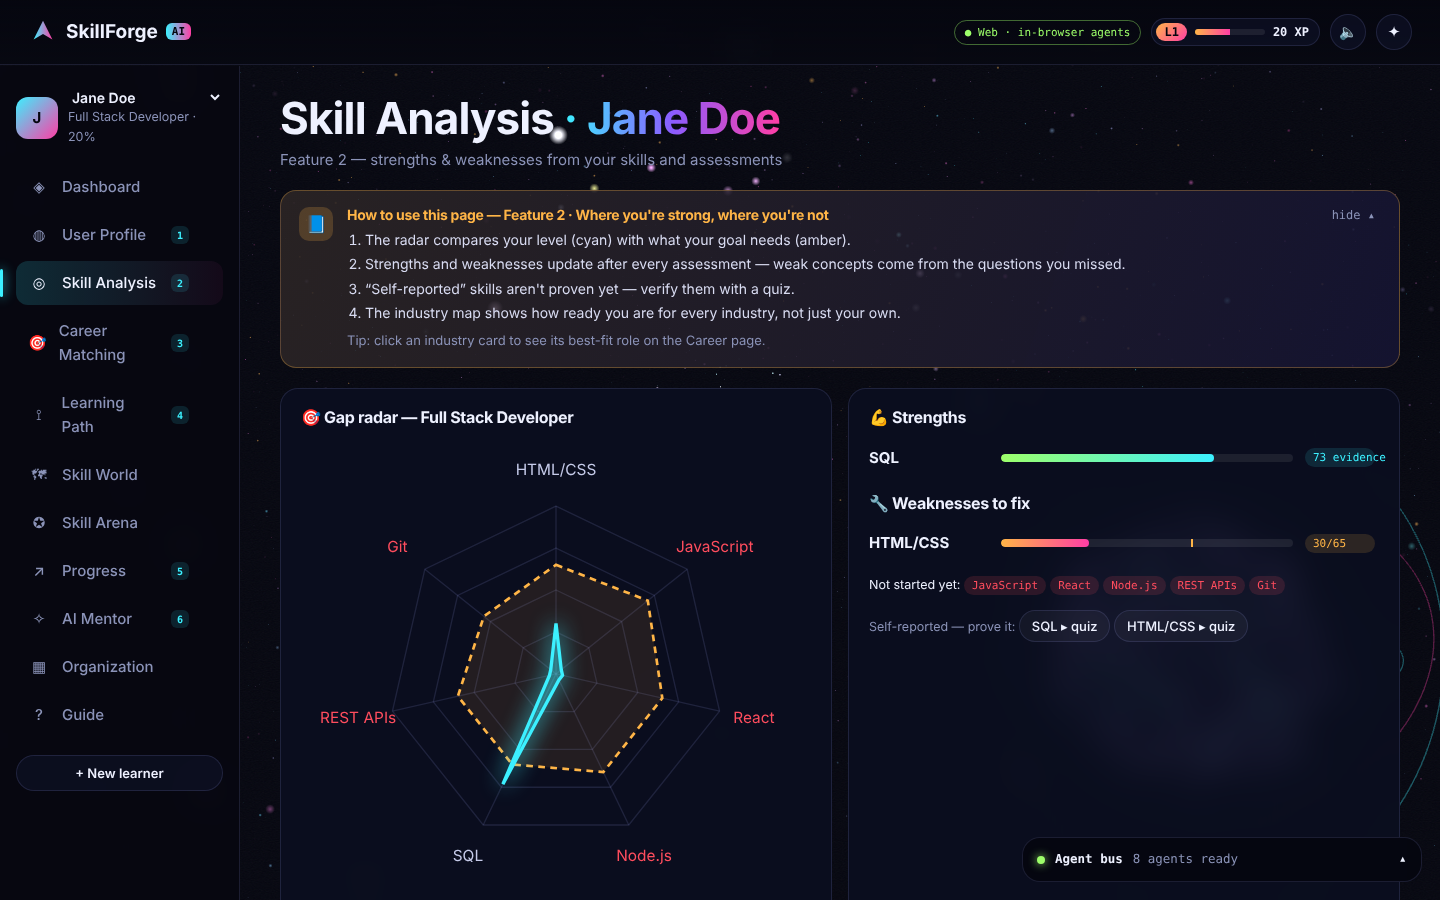 SkillForge AI
Web · in-browser agents
L1
20 XP
J
Jane Doe
Full Stack Developer ·
20%
Dashboard
User Profile 1
Skill Analysis 2
Career
Matching
3
Learning
Path
4
Skill World
Skill Arena
Progress 5
AI Mentor 6
Organization
? Guide
+ New learner
Skill Analysis · Jane Doe
Feature 2 — strengths & weaknesses from your skills and assessments
How to use this page — Feature 2 · Where you're strong, where you're not
hide
1. The radar compares your level (cyan) with what your goal needs (amber).
2. Strengths and weaknesses update after every assessment — weak concepts come from the questions you missed.
3. “Self-reported” skills aren't proven yet — verify them with a quiz.
4. The industry map shows how ready you are for every industry, not just your own.
Tip: click an industry card to see its best-fit role on the Career page.
Gap radar — Full Stack Developer
HTML/CSS
Git
JavaScript
REST APIs
React
SQL
Node.js
Strengths
SQL
73 evidence
Weaknesses to fix
HTML/CSS
30/65
Not started yet: JavaScript React Node.js REST APIs Git
Self-reported — prove it: SQL ▸ quiz HTML/CSS ▸ quiz
Agent bus 8 agents ready